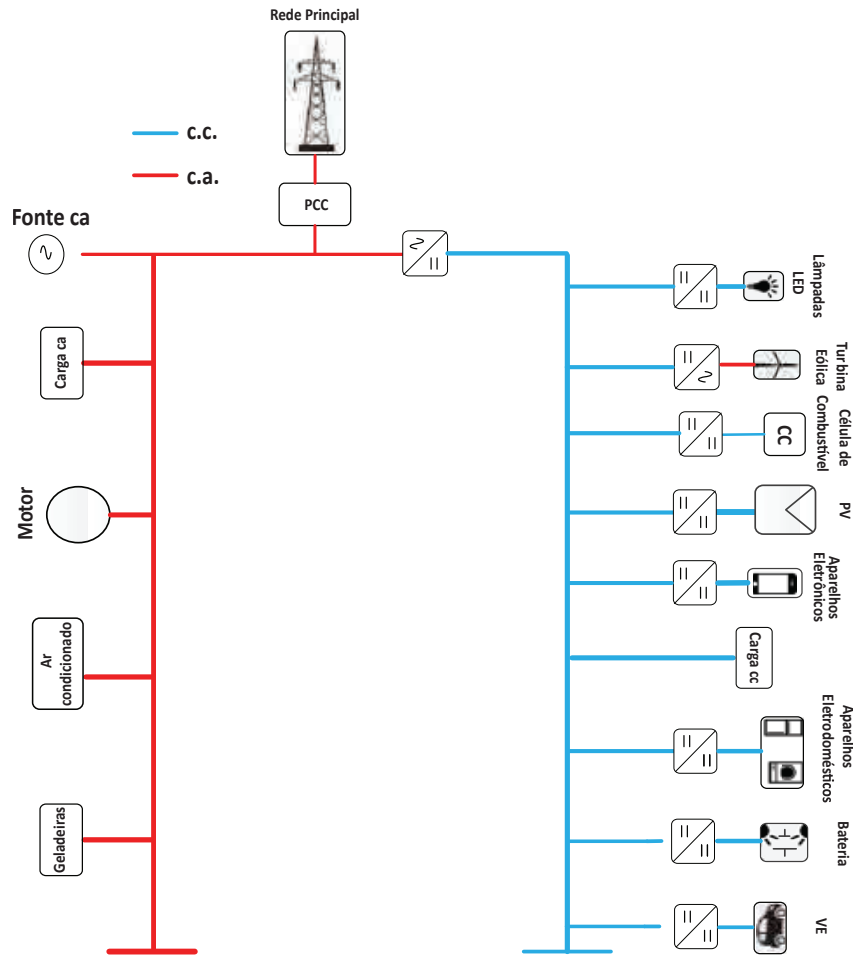 Rede Principal
c.c.
c.a.
PCC
Fonte ca
Carga ca
Motor
Ar
condicionado
Geladeiras
Lâmpadas
LED
Turbina
Eólica
Célula de
Combustível
CC
PV
Aparelhos
Eletrônicos
Carga cc
Aparelhos
Eletrodomésticos
Bateria
VE